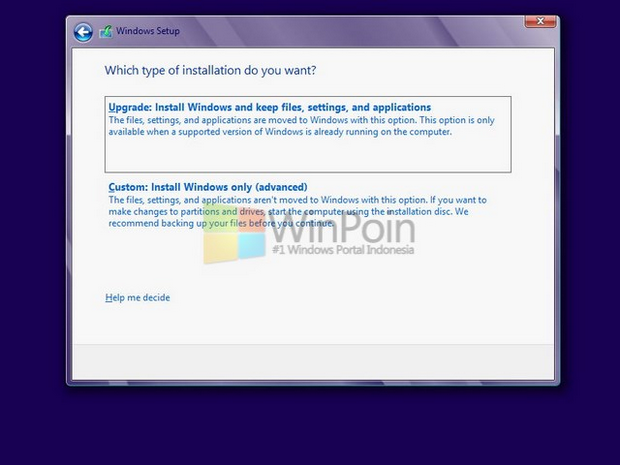 Windows Setup
Which type of installation do you want?
Upgrade: Install Windows and keep files, settings, and applications
The files, settings, and applications are moved to Windows with this option. This option is only
available when a supported version of Windows is already running on the computer.
Custom: Install Windows only (advanced)
The files, settings, and applications aren't moved to Windows with this option. If you want to
make changes to partitions and drives, start the computer using the installation disc. We
recommend backing up your files before you continue.
WinPoin
#1 Windows Portal Indonesia
Help me decide